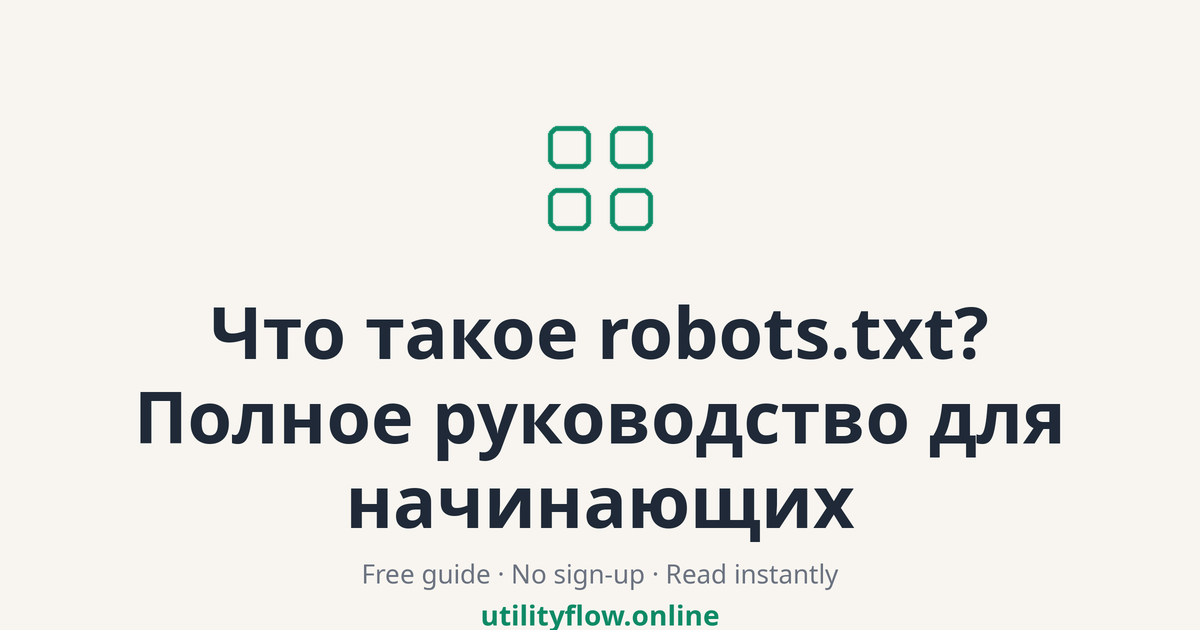 Что такое robots.txt?
Полное руководство для
начинающих
Free guide · No sign-up · Read instantly
utilityflow.online